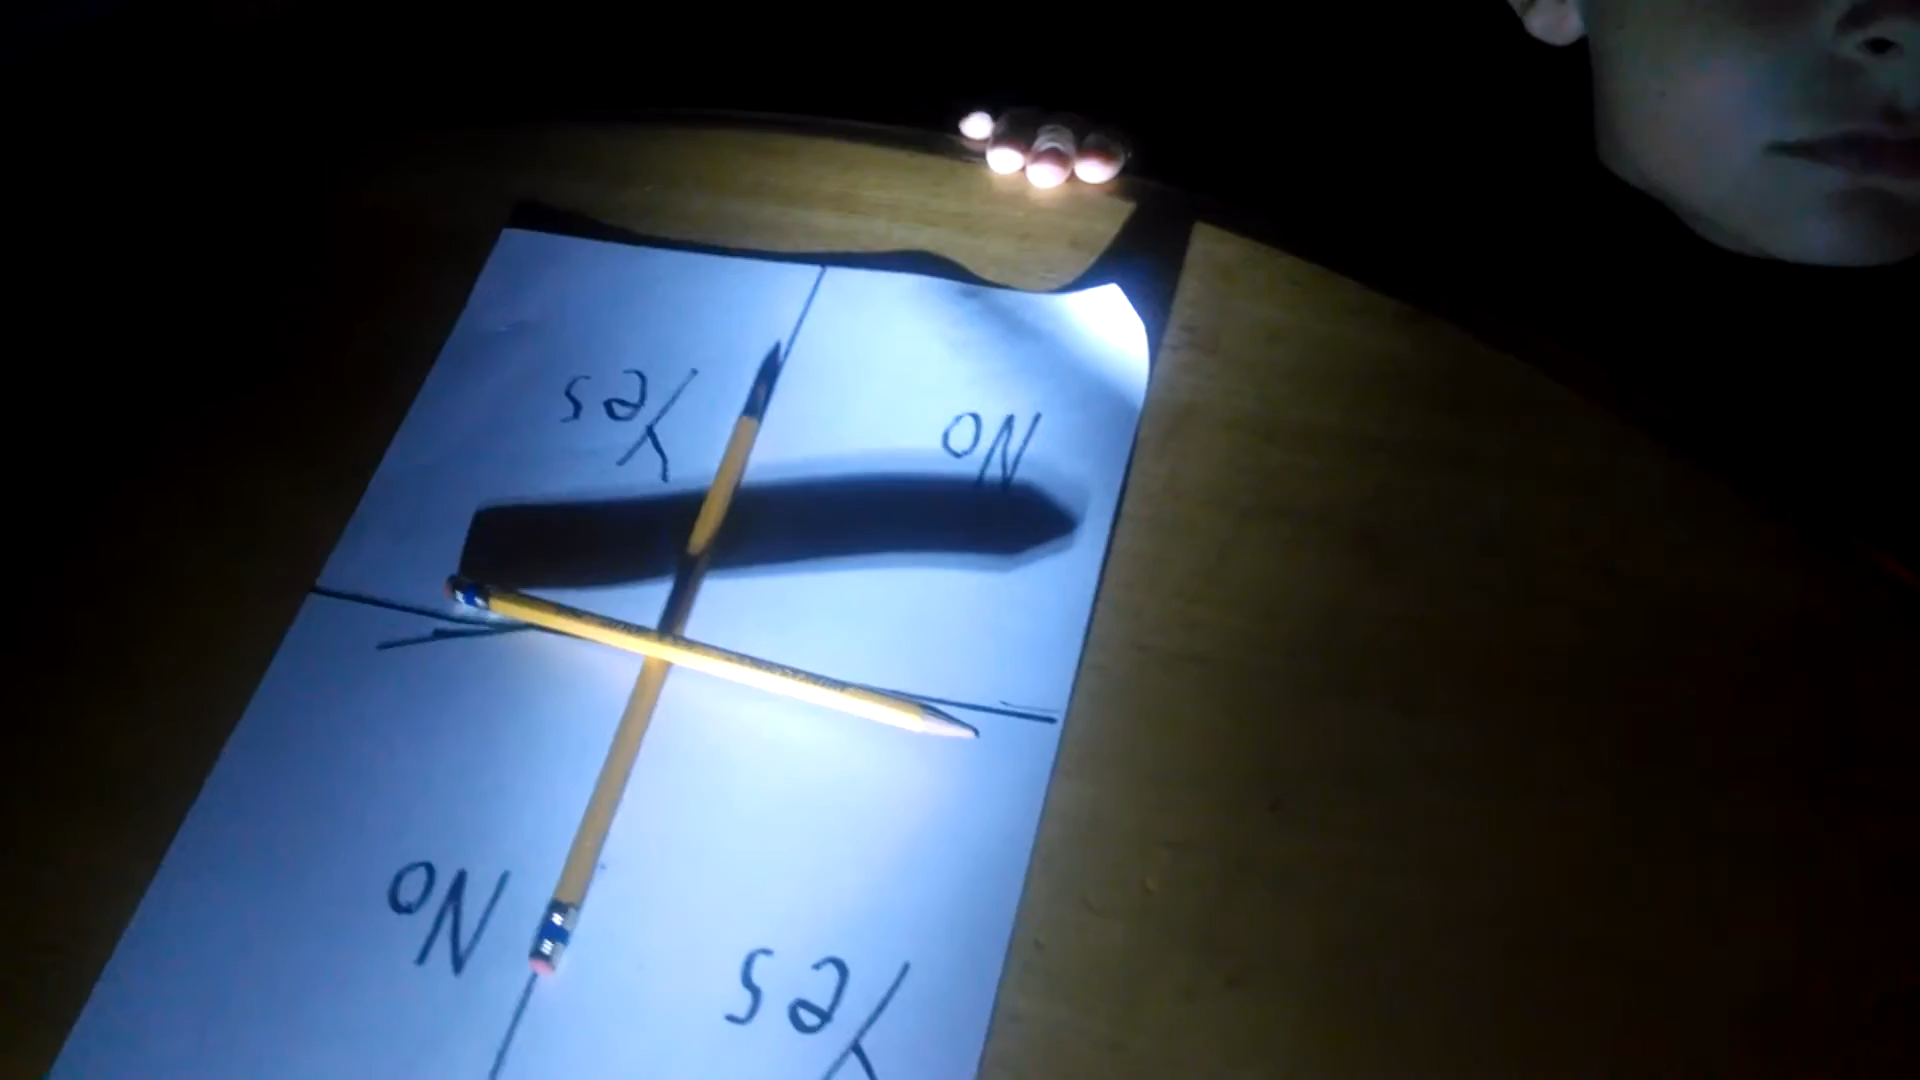 Yes No
No Yes